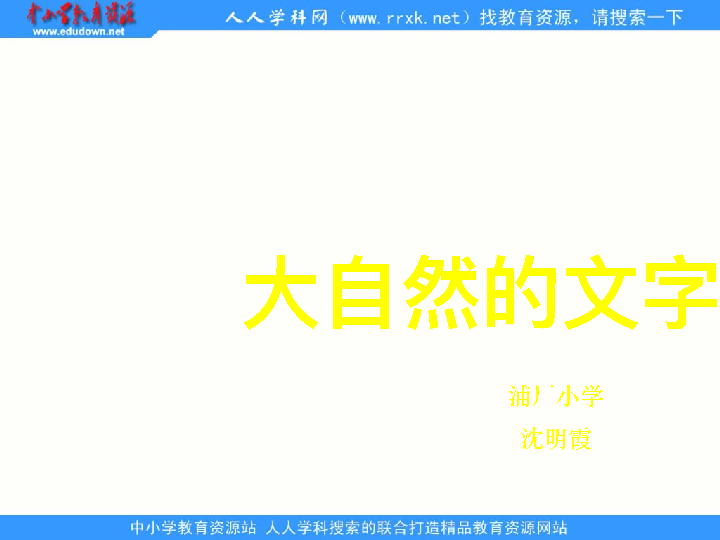 中小学教育资源
www.edudown.net
人人学科网（www.rrxk.net）找教育资源，请搜索一下
大自然的文字
小学
沈明霞
中小学教育资源站 人人学科搜索的联合打造精品教育资源网站